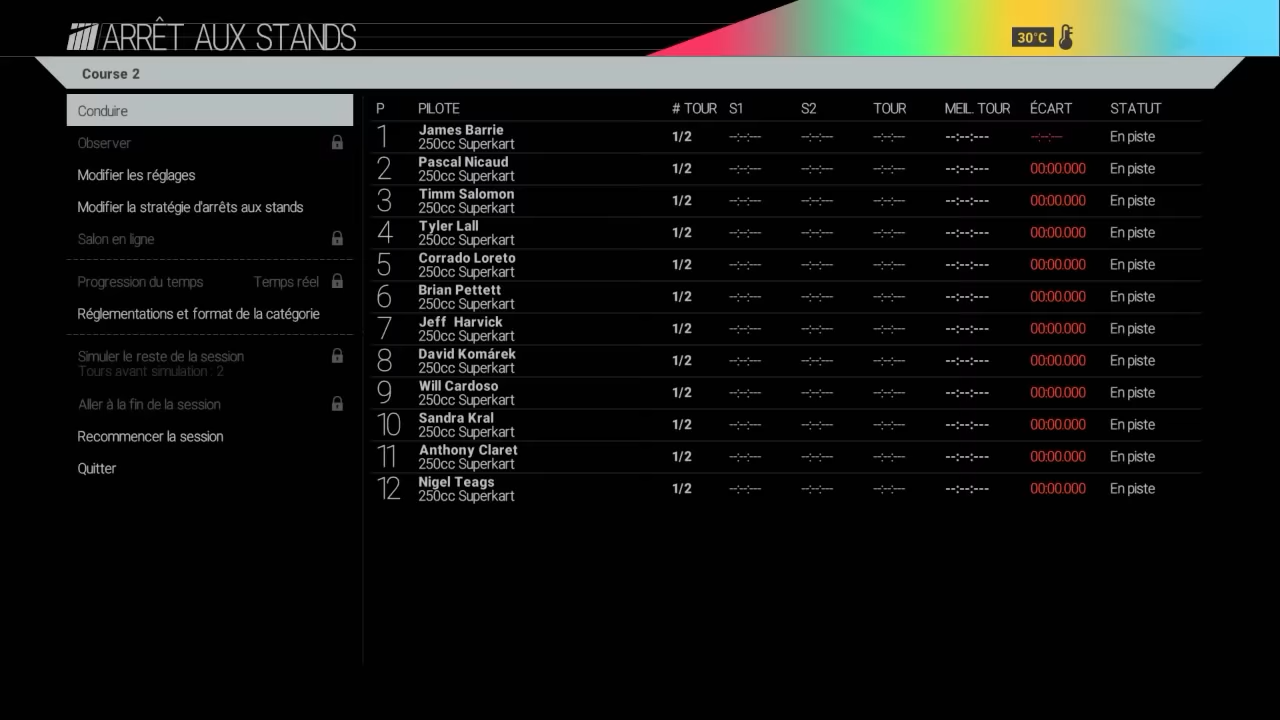 ARRÊT AUX STANDS
30°C
Course 2
Conduire
Observer
Modifier les réglages
Modifier la stratégie d'arrêts aux stands
Salon en ligne
Progression du temps Temps réel
Réglementations et format de la catégorie
Simuler le reste de la session
Tours avant simulation : 2
Aller à la fin de la session
Recommencer la session
Quitter
P PILOTE # TOUR S1 S2 TOUR MEIL. TOUR ÉCART STATUT
1 James Barrie 1/2 --:--:--- --:--:--- --:--:--- --:--:--- --:--:--- En piste
250cc Superkart
2 Pascal Nicaud 1/2 --:--:--- --:--:--- --:--:--- --:--:--- 00:00.000 En piste
250cc Superkart
3 Timm Salomon 1/2 --:--:--- --:--:--- --:--:--- --:--:--- 00:00.000 En piste
250cc Superkart
4 Tyler Lall 1/2 --:--:--- --:--:--- --:--:--- --:--:--- 00:00.000 En piste
250cc Superkart
5 Corrado Loreto 1/2 --:--:--- --:--:--- --:--:--- --:--:--- 00:00.000 En piste
250cc Superkart
6 Brian Pettett 1/2 --:--:--- --:--:--- --:--:--- --:--:--- 00:00.000 En piste
250cc Superkart
7 Jeff Harvick 1/2 --:--:--- --:--:--- --:--:--- --:--:--- 00:00.000 En piste
250cc Superkart
8 David Komárek 1/2 --:--:--- --:--:--- --:--:--- --:--:--- 00:00.000 En piste
250cc Superkart
9 Will Cardoso 1/2 --:--:--- --:--:--- --:--:--- --:--:--- 00:00.000 En piste
250cc Superkart
10 Sandra Kral 1/2 --:--:--- --:--:--- --:--:--- --:--:--- 00:00.000 En piste
250cc Superkart
11 Anthony Claret 1/2 --:--:--- --:--:--- --:--:--- --:--:--- 00:00.000 En piste
250cc Superkart
12 Nigel Teags 1/2 --:--:--- --:--:--- --:--:--- --:--:--- 00:00.000 En piste
250cc Superkart